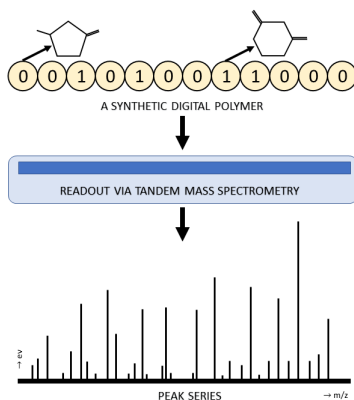 0 0 1 0 1 0 0 1 1 0 0 0
A SYNTHETIC DIGITAL POLYMER
READOUT VIA TANDEM MASS SPECTROMETRY
→ ev
PEAK SERIES
→ m/z